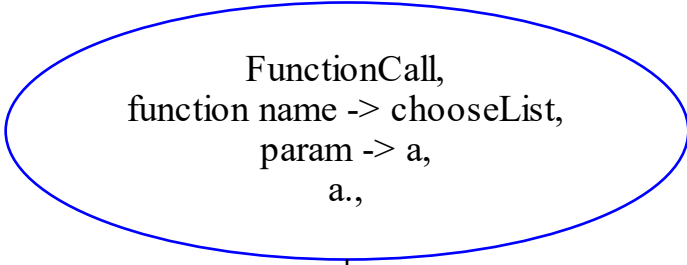 FunctionCall,
function name -> chooseList,
param -> a,
a.,